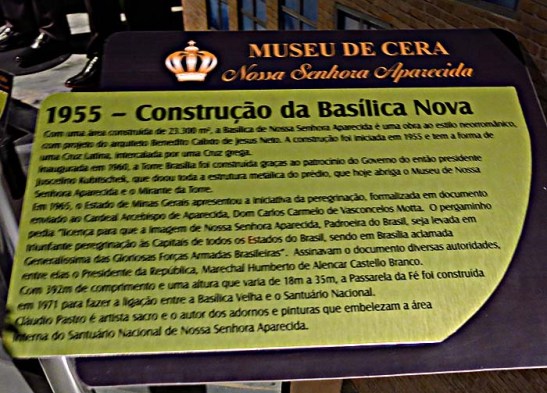 MUSEU DE CERA
Nossa Senhora Aparecida
1955 – Construção da Basílica Nova
Com uma área construída de 23.300 m², a Basílica de Nossa Senhora Aparecida é uma obra ao estilo neorromânico,
com projeto do arquiteto Benedito Calixto de Jesus Neto. A construção foi iniciada em 1955 e tem a forma de
uma Cruz Latina, intercalada por uma Cruz grega.
Inaugurada em 1960, a Torre Brasília foi construída graças ao patrocínio do Governo do então presidente
Juscelino Kubitschek, que doou toda a estrutura metálica do prédio, que hoje abriga o Museu de Nossa
Senhora Aparecida e o Mirante da Torre.
Em 1965, o Estado de Minas Gerais apresentou a iniciativa da peregrinação, formalizada em documento
enviado ao Cardeal Arcebispo de Aparecida, Dom Carlos Carmelo de Vasconcelos Motta. O pergaminho
pedia "licença para que a imagem de Nossa Senhora Aparecida, Padroeira do Brasil, seja levada em
triunfante peregrinação às Capitais de todos os Estados do Brasil, sendo em Brasília aclamada
Generalíssima das Gloriosas Forças Armadas Brasileiras". Assinavam o documento diversas autoridades,
entre elas o Presidente da República, Marechal Humberto de Alencar Castello Branco.
Com 392m de comprimento e uma altura que varia de 18m a 35m, a Passarela da Fé foi construída
em 1971 para fazer a ligação entre a Basílica Velha e o Santuário Nacional.
Cláudio Pastro é artista sacro e o autor dos adornos e pinturas que embelezam a área
interna do Santuário Nacional de Nossa Senhora Aparecida.